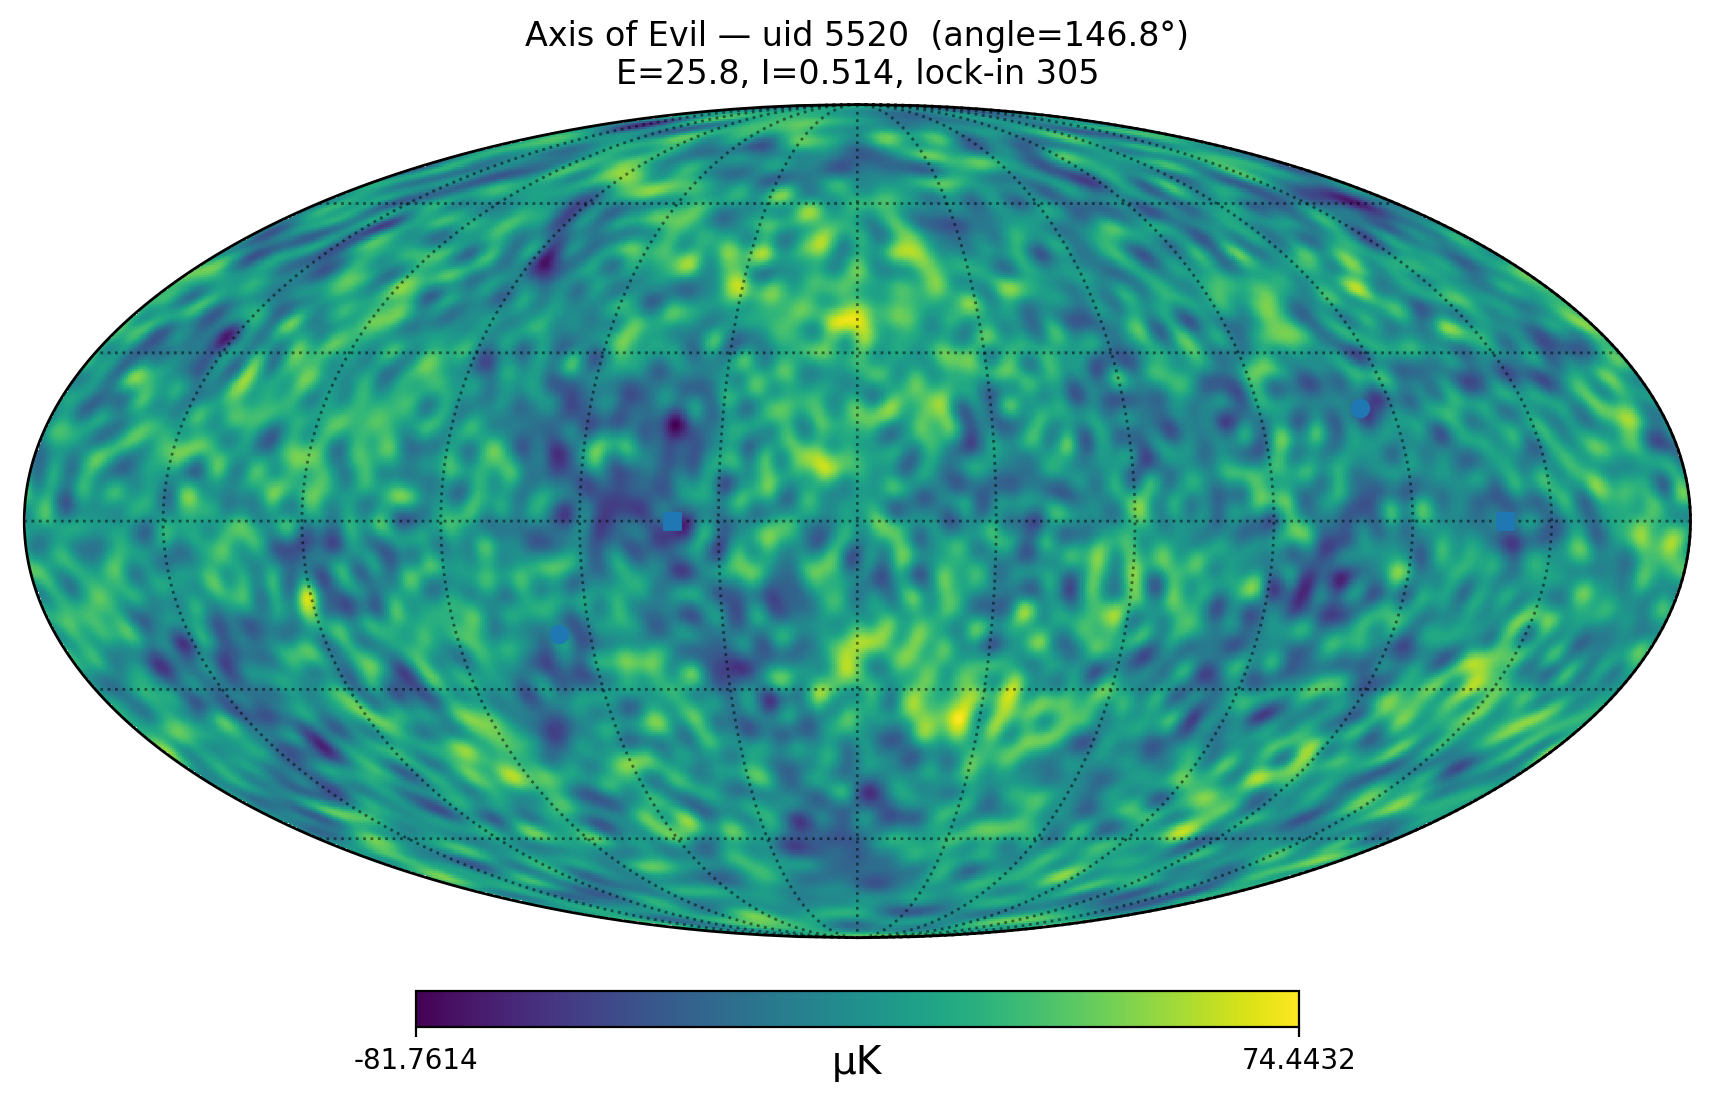 Axis of Evil — uid 5520  (angle=146.8°)
E=25.8, I=0.514, lock-in 305
-81.7614
μK
74.4432